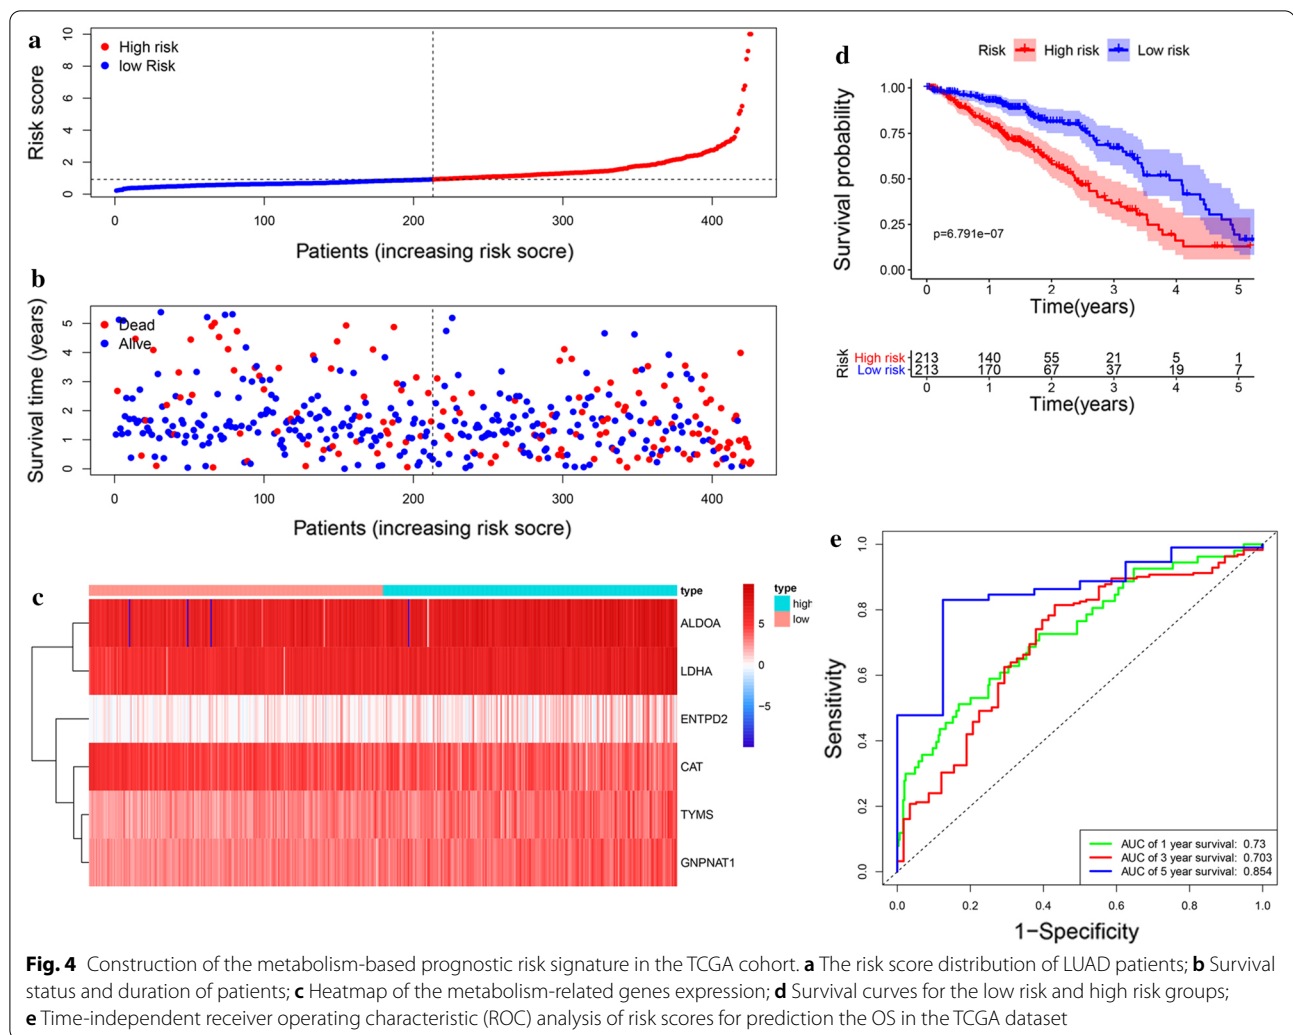 a
High risk
low Risk
Risk score
10
8
6
4
2
0
0
100
200
300
400
Patients (increasing risk socre)
b
Dead
Alive
Survival time (years)
5
4
3
2
1
0
0
100
200
300
400
Patients (increasing risk socre)
c
type
ALDOA
LDHA
ENTPD2
CAT
TYMS
GNPNAT1
5
0
−5
type
high
low
d
Risk High risk Low risk
Survival probability
1.00
0.75
0.50
0.25
0.00
p=6.791e−07
0 1 2 3 4 5
Time(years)
Risk
High risk 213 140 55 21 5 1
Low risk 213 170 67 37 19 7
0 1 2 3 4 5
Time(years)
e
Sensitivity
1.0
0.8
0.6
0.4
0.2
0.0
AUC of 1 year survival: 0.73
AUC of 3 year survival: 0.703
AUC of 5 year survival: 0.854
0.0 0.2 0.4 0.6 0.8 1.0
1−Specificity
Fig. 4 Construction of the metabolism-based prognostic risk signature in the TCGA cohort. a The risk score distribution of LUAD patients; b Survival
status and duration of patients; c Heatmap of the metabolism-related genes expression; d Survival curves for the low risk and high risk groups;
e Time-independent receiver operating characteristic (ROC) analysis of risk scores for prediction the OS in the TCGA dataset